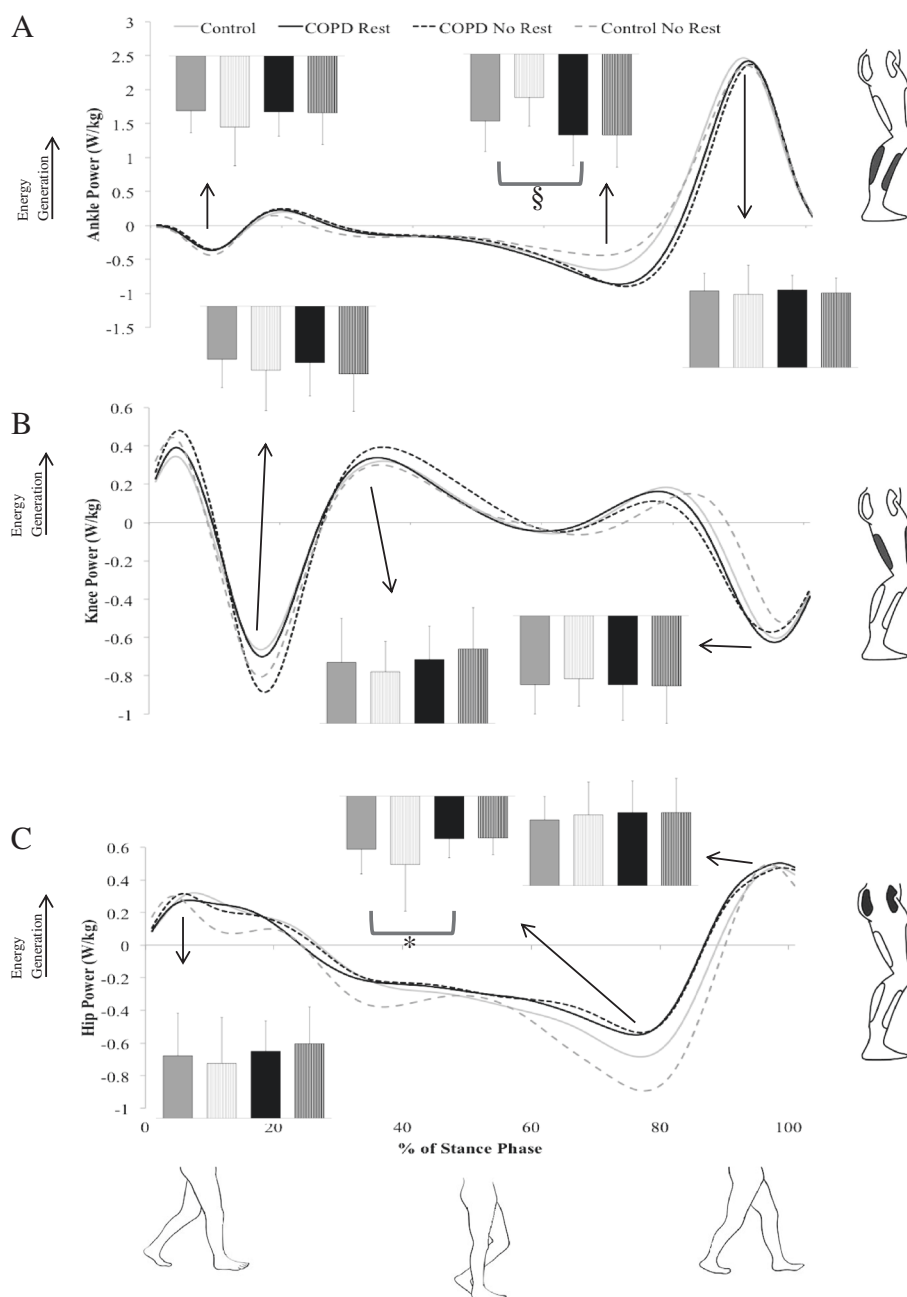 A
Control COPD Rest COPD No Rest Control No Rest
3
2.5
2
1.5
1
0.5
0
-0.5
-1
-1.5
Ankle Power (W/kg)
Energy
Generation
§
B
0.6
0.4
0.2
0
-0.2
-0.4
-0.6
-0.8
-1
Knee Power (W/kg)
Energy
Generation
C
0.6
0.4
0.2
0
-0.2
-0.4
-0.6
-0.8
-1
Hip Power (W/kg)
Energy
Generation
*
0 20 40 60 80 100
% of Stance Phase